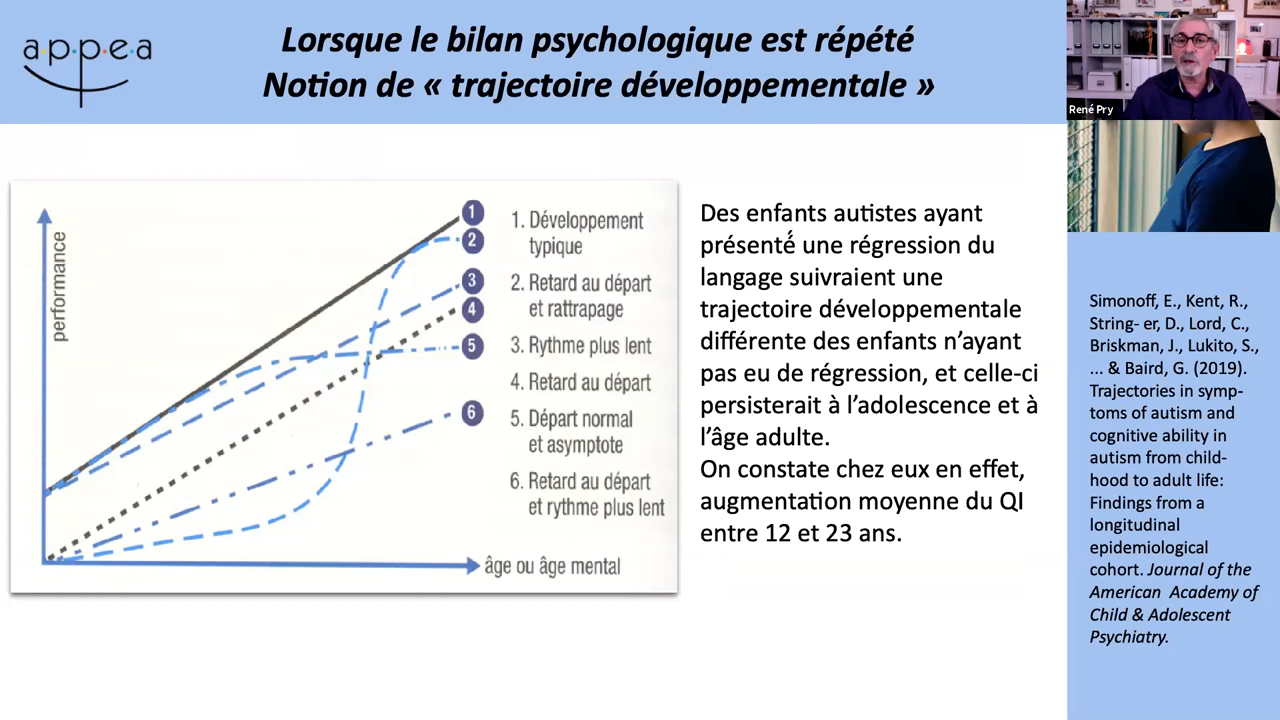 appea
Lorsque le bilan psychologique est répété
Notion de « trajectoire développementale »
René Pry
performance
1
2
3
4
5
6
âge ou âge mental
1. Développement
typique
2. Retard au départ
et rattrapage
3. Rythme plus lent
4. Retard au départ
5. Départ normal
et asymptote
6. Retard au départ
et rythme plus lent
Des enfants autistes ayant
présenté́ une régression du
langage suivraient une
trajectoire développementale
différente des enfants n’ayant
pas eu de régression, et celle-ci
persisterait à l’adolescence et à
l’âge adulte.
On constate chez eux en effet,
augmentation moyenne du QI
entre 12 et 23 ans.
Simonoff, E., Kent, R.,
String- er, D., Lord, C.,
Briskman, J., Lukito, S.,
... & Baird, G. (2019).
Trajectories in symp-
toms of autism and
cognitive ability in
autism from child-
hood to adult life:
Findings from a
longitudinal
epidemiological
cohort. Journal of the
American Academy of
Child & Adolescent
Psychiatry.